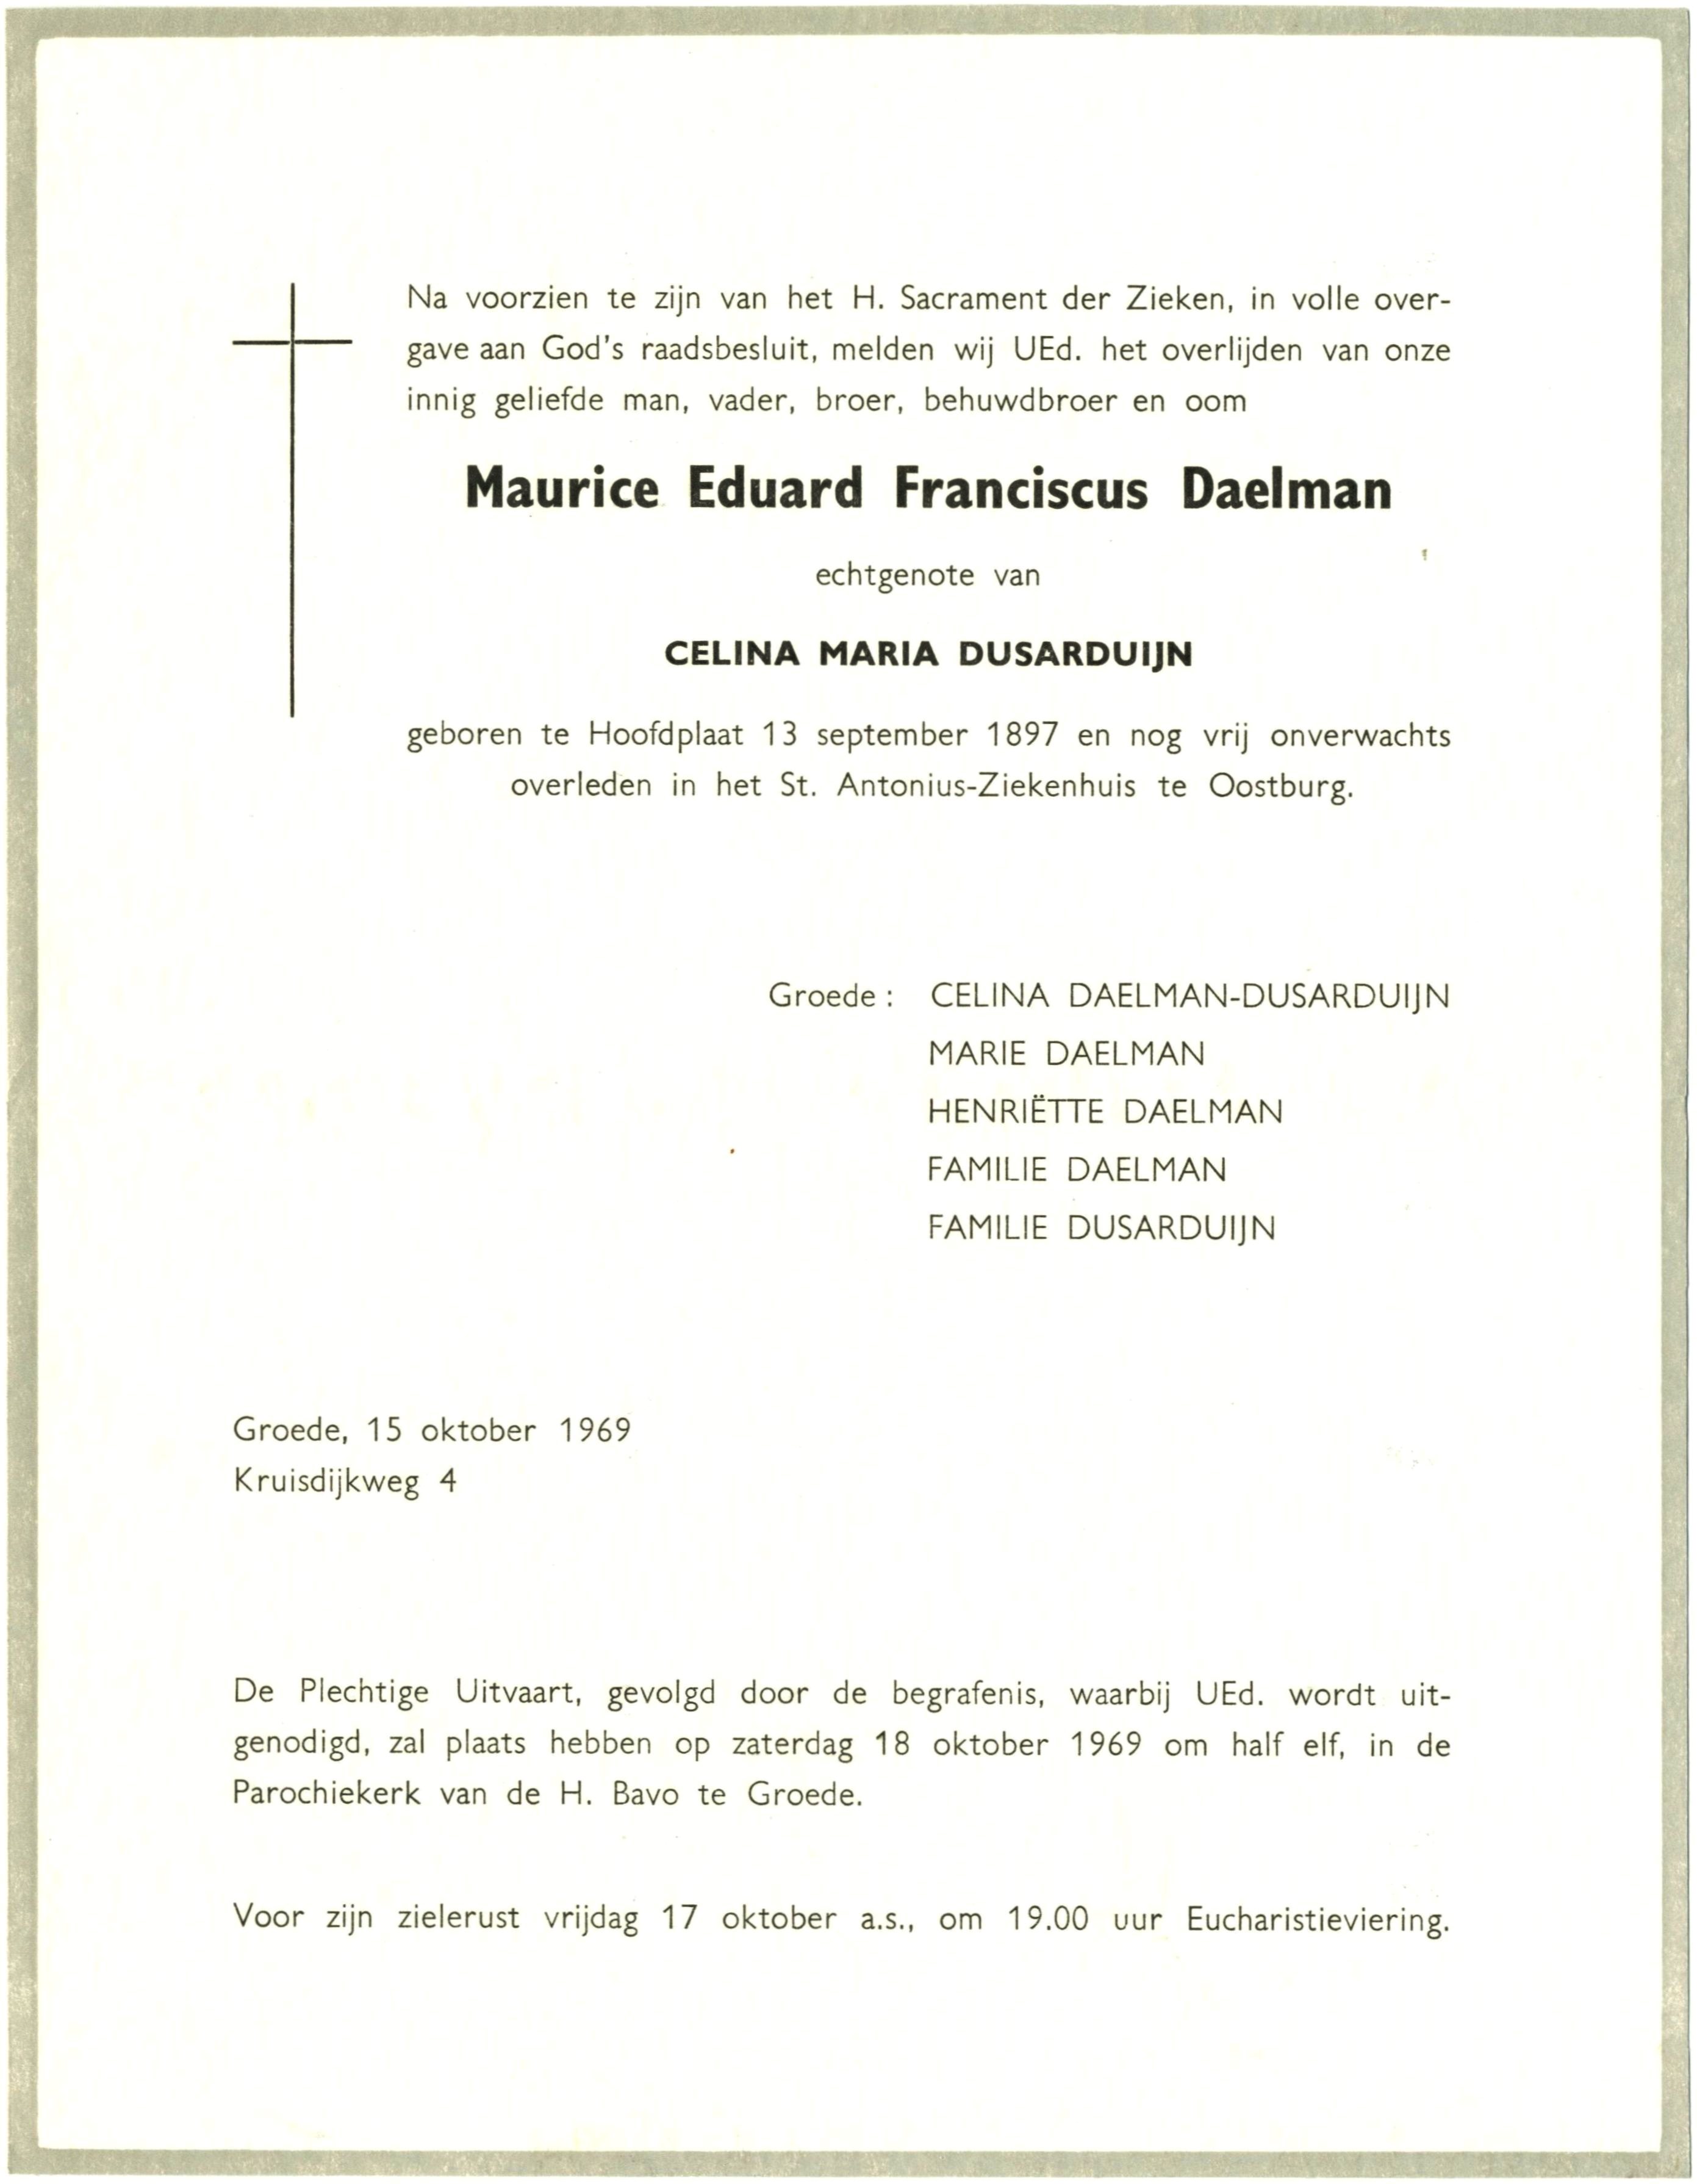 Na voorzien te zijn van het H. Sacrament der Zieken, in volle over-
gave aan God's raadsbesluit, melden wij UEd. het overlijden van onze
innig geliefde man, vader, broer, behuwdbroer en oom
Maurice Eduard Franciscus Daelman
echtgenote van
CELINA MARIA DUSARDUIJN
geboren te Hoofdplaat 13 september 1897 en nog vrij onverwachts
overleden in het St. Antonius-Ziekenhuis te Oostburg.
Groede : CELINA DAELMAN-DUSARDUIJN
MARIE DAELMAN
HENRIËTTE DAELMAN
FAMILIE DAELMAN
FAMILIE DUSARDUIJN
Groede, 15 oktober 1969
Kruisdijkweg 4
De Plechtige Uitvaart, gevolgd door de begrafenis, waarbij UEd. wordt uit-
genodigd, zal plaats hebben op zaterdag 18 oktober 1969 om half elf, in de
Parochiekerk van de H. Bavo te Groede.
Voor zijn zielerust vrijdag 17 oktober a.s., om 19.00 uur Eucharistieviering.